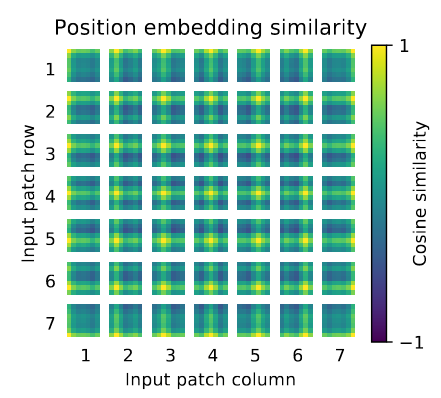 Position embedding similarity
Input patch row
1
2
3
4
5
6
7
1 2 3 4 5 6 7
Input patch column
1
−1
Cosine similarity